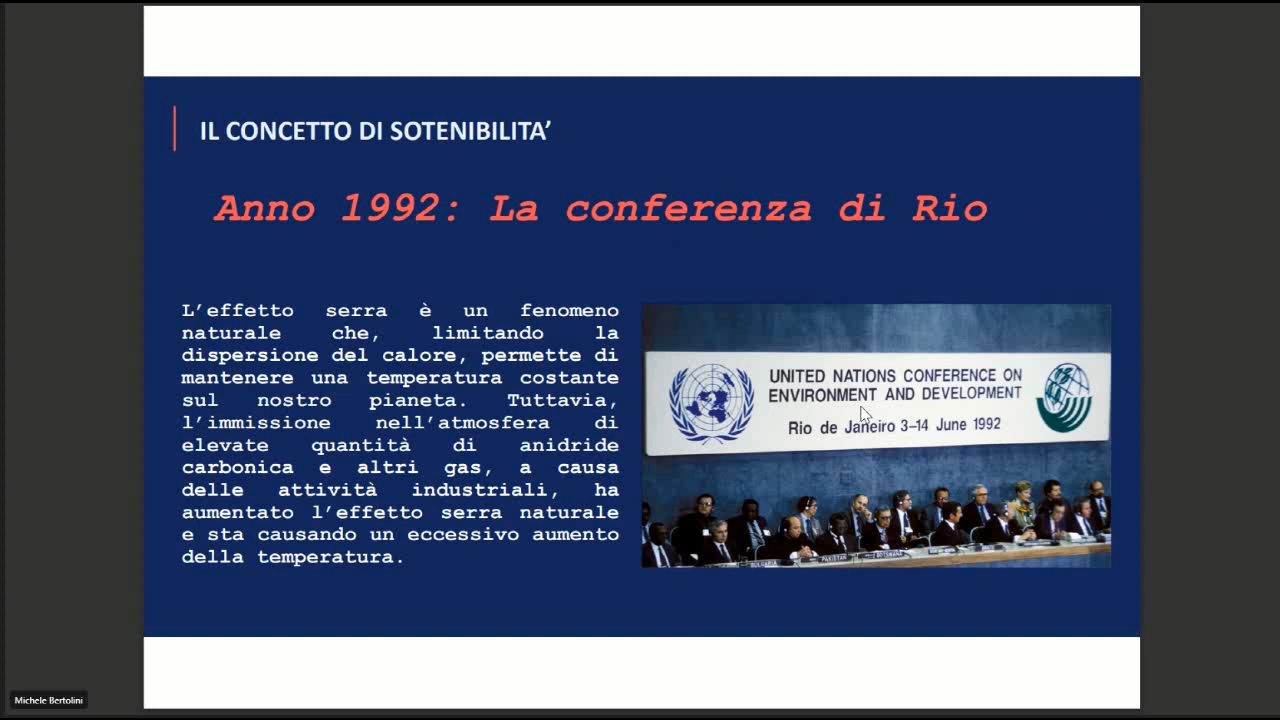 IL CONCETTO DI SOTENIBILITA’
Anno 1992: La conferenza di Rio
L’effetto serra è un fenomeno
naturale che, limitando la
dispersione del calore, permette di
mantenere una temperatura costante
sul nostro pianeta. Tuttavia,
l’immissione nell’atmosfera di
elevate quantità di anidride
carbonica e altri gas, a causa
delle attività industriali, ha
aumentato l’effetto serra naturale
e sta causando un eccessivo aumento
della temperatura.
UNITED NATIONS CONFERENCE ON
ENVIRONMENT AND DEVELOPMENT
Rio de Janeiro 3–14 June 1992
BULGARIA
PAKISTAN
BOTSWANA
Michele Bertolini